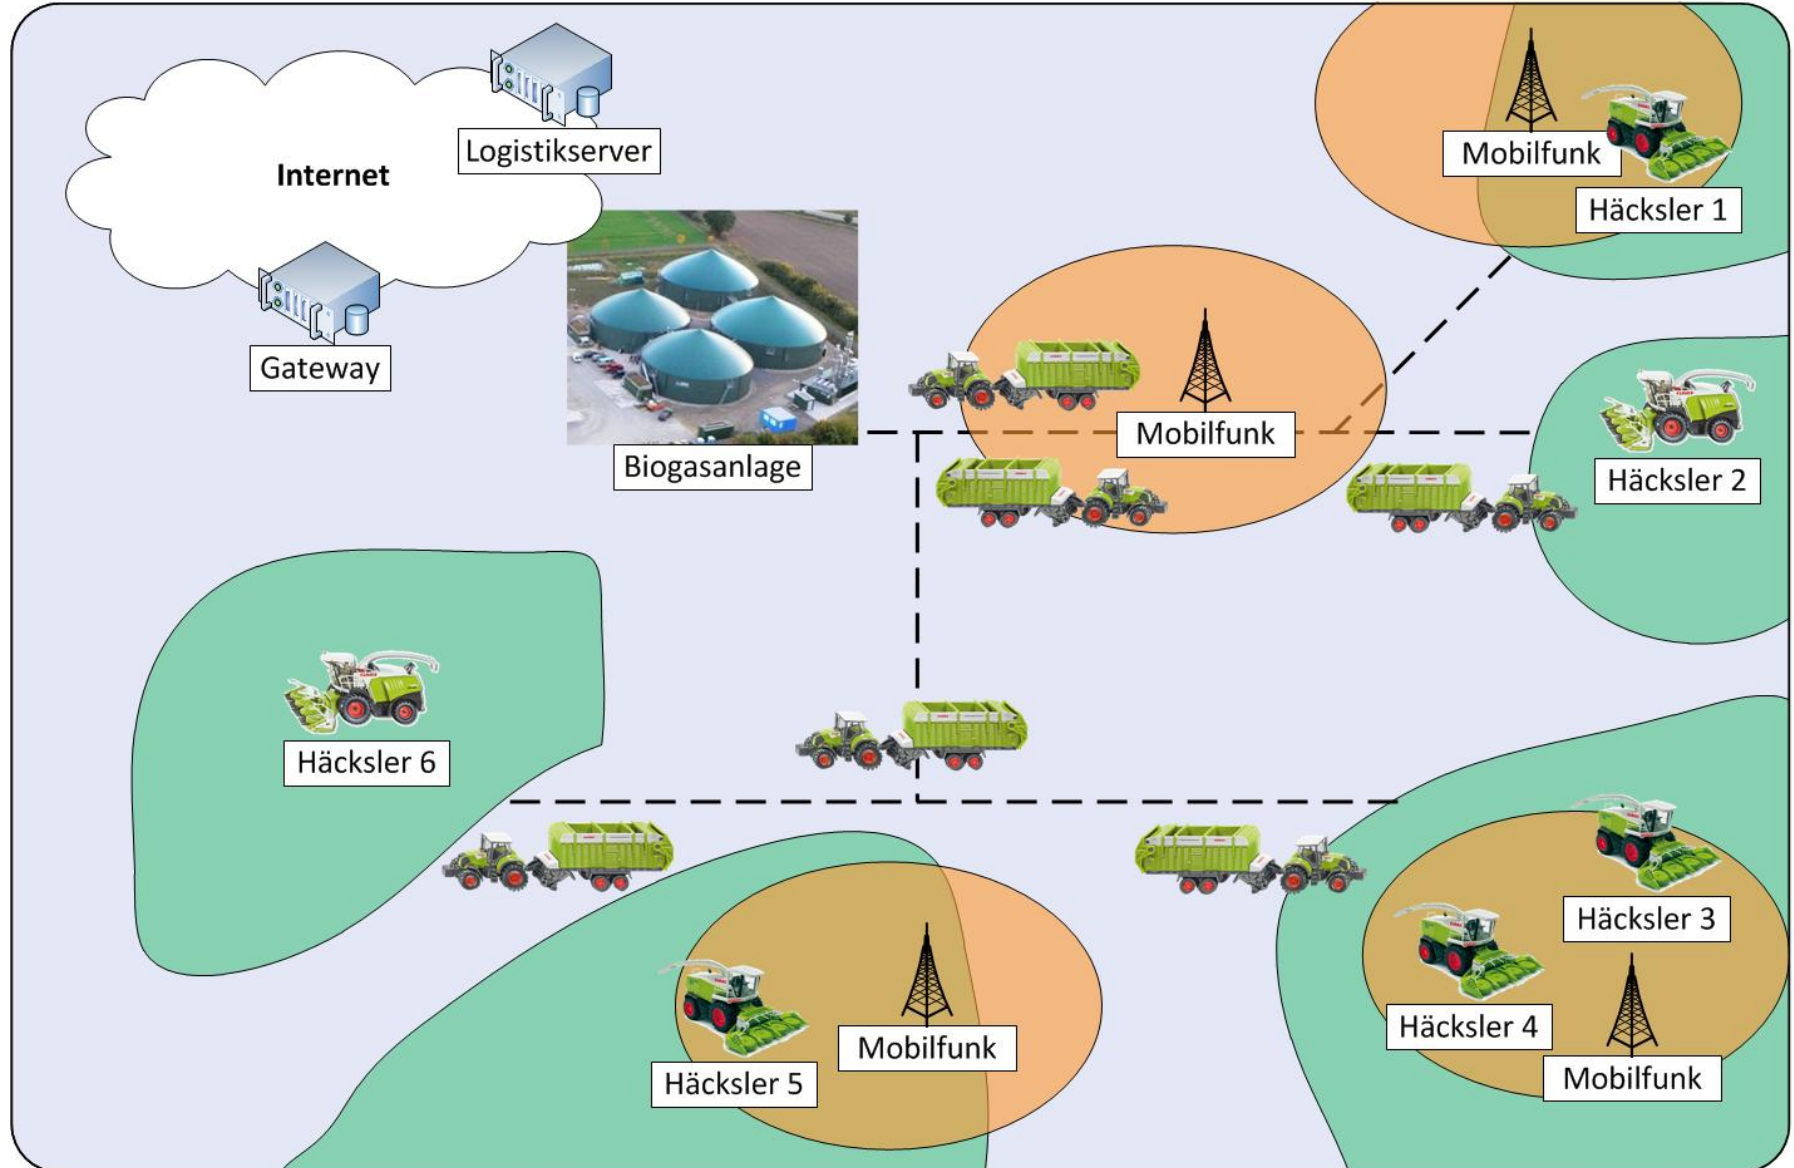 Logistikserver
Internet
Gateway
Biogasanlage
Mobilfunk
Häcksler 1
Mobilfunk
Häcksler 2
Häcksler 6
Häcksler 3
Häcksler 4
Mobilfunk
Häcksler 5
Mobilfunk